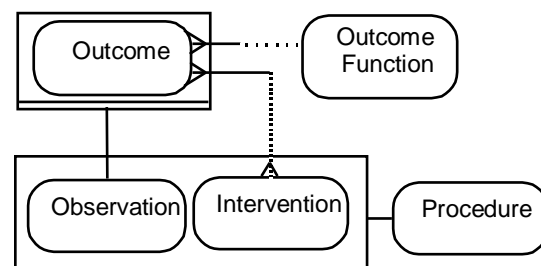 Outcome
Outcome
Function
Observation
Intervention
Procedure